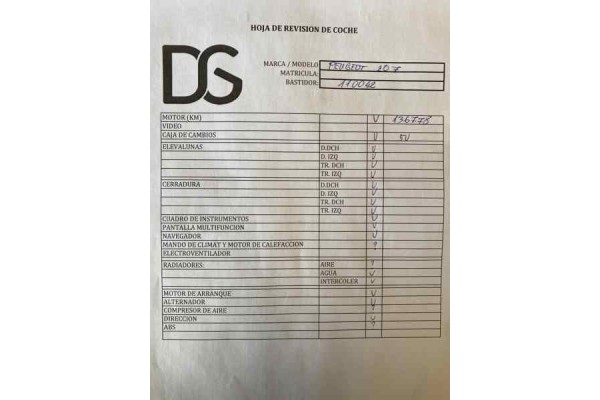 HOJA DE REVISION DE COCHE
DG
MARCA / MODELO PEUGEOT 207
MATRICULA:
BASTIDOR: 110042
MOTOR (KM) V
VIDEO
CAJA DE CAMBIOS V 5V
ELEVALUNAS D.DCH V
D. IZQ V
TR. DCH V
TR. IZQ V
CERRADURA D.DCH V
D.IZQ V
TR. DCH V
TR. IZQ V
CUADRO DE INSTRUMENTOS V
PANTALLA MULTIFUNCION V
NAVEGADOR V
MANDO DE CLIMAT Y MOTOR DE CALEFACCION ?
ELECTROVENTILADOR
RADIADORES: AIRE ?
AGUA V
INTERCOLER V
MOTOR DE ARRANQUE V
ALTERNADOR V
COMPRESOR DE AIRE ?
DIRECCION V
ABS ?